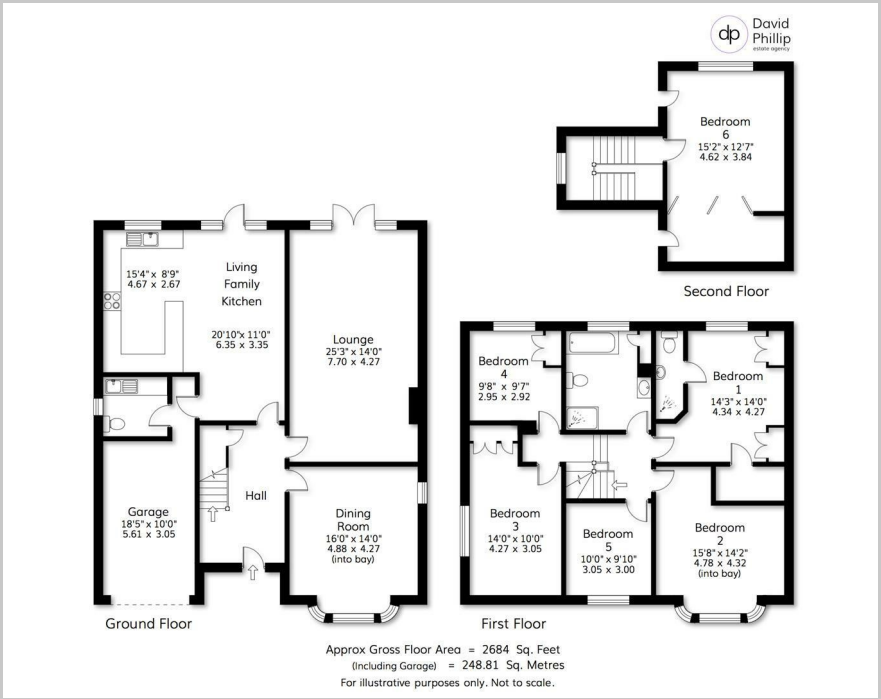 dp
David
Phillip
estate agency
Bedroom
6
15'2" x 12'7"
4.62 x 3.84
Second Floor
15'4" x 8'9"
4.67 x 2.67
Living
Family
Kitchen
20'10" x 11'0"
6.35 x 3.35
Lounge
25'3" x 14'0"
7.70 x 4.27
Hall
Garage
18'5" x 10'0"
5.61 x 3.05
Dining
Room
16'0" x 14'0"
4.88 x 4.27
(into bay)
Ground Floor
Bedroom
4
9'8" x 9'7"
2.95 x 2.92
Bedroom
1
14'3" x 14'0"
4.34 x 4.27
Bedroom
3
14'0" x 10'0"
4.27 x 3.05
Bedroom
5
10'0" x 9'10"
3.05 x 3.00
Bedroom
2
15'8" x 14'2"
4.78 x 4.32
(into bay)
First Floor
Approx Gross Floor Area = 2684 Sq. Feet
(Including Garage) = 248.81 Sq. Metres
For illustrative purposes only. Not to scale.